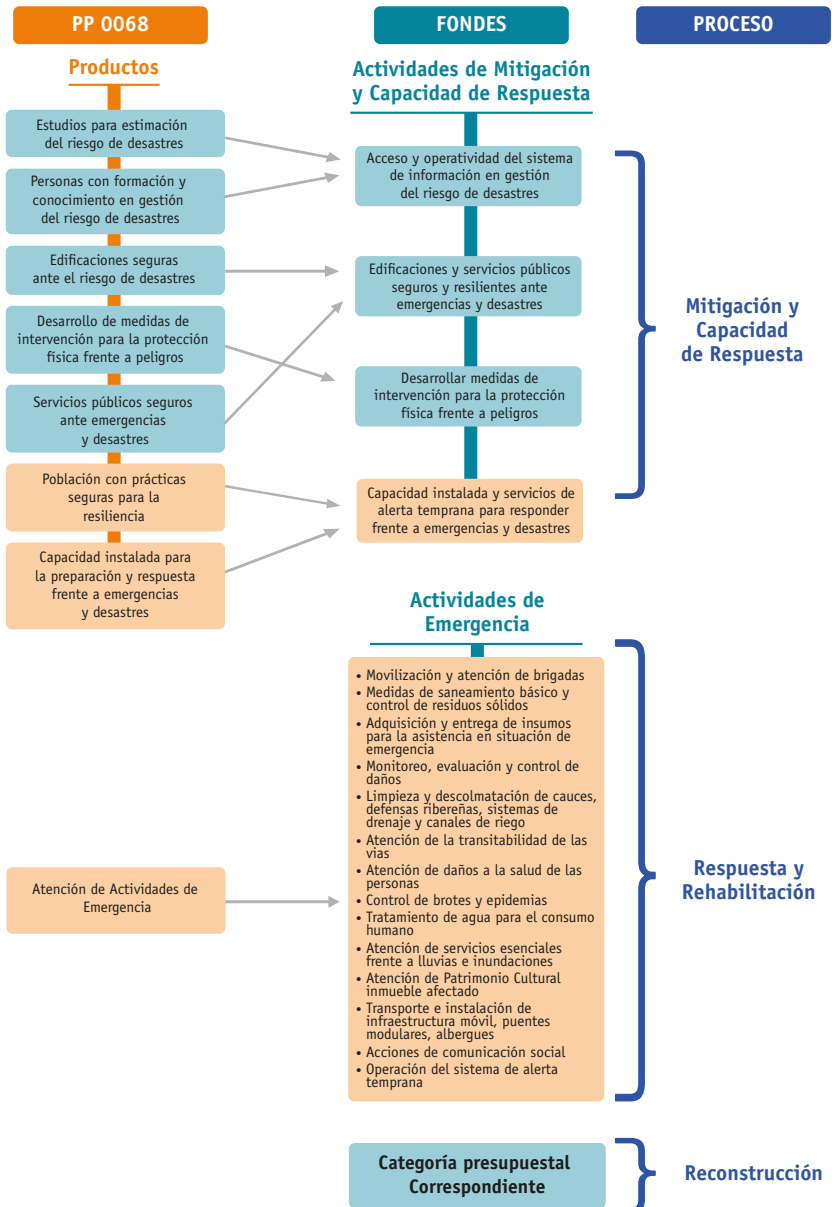 PP 0068
FONDES
PROCESO
Productos
Estudios para estimación
del riesgo de desastres
Personas con formación y
conocimiento en gestión
del riesgo de desastres
Edificaciones seguras
ante el riesgo de desastres
Desarrollo de medidas de
intervención para la protección
física frente a peligros
Servicios públicos seguros
ante emergencias
y desastres
Población con prácticas
seguras para la
resiliencia
Capacidad instalada para
la preparación y respuesta
frente a emergencias
y desastres
Atención de Actividades de
Emergencia
Actividades de Mitigación
y Capacidad de Respuesta
Acceso y operatividad del sistema
de información en gestión
del riesgo de desastres
Edificaciones y servicios públicos
seguros y resilientes ante
emergencias y desastres
Desarrollar medidas de
intervención para la protección
física frente a peligros
Capacidad instalada y servicios de
alerta temprana para responder
frente a emergencias y desastres
Actividades de
Emergencia
• Movilización y atención de brigadas
• Medidas de saneamiento básico y
control de residuos sólidos
• Adquisición y entrega de insumos
para la asistencia en situación de
emergencia
• Monitoreo, evaluación y control de
daños
• Limpieza y descolmatación de cauces,
defensas ribereñas, sistemas de
drenaje y canales de riego
• Atención de la transitabilidad de las
vias
• Atención de daños a la salud de las
personas
• Control de brotes y epidemias
• Tratamiento de agua para el consumo
humano
• Atención de servicios esenciales
frente a lluvias e inundaciones
• Atención de Patrimonio Cultural
inmueble afectado
• Transporte e instalación de
infraestructura móvil, puentes
modulares, albergues
• Acciones de comunicación social
• Operación del sistema de alerta
temprana
Categoría presupuestal
Correspondiente
Mitigación y
Capacidad
de Respuesta
Respuesta y
Rehabilitación
Reconstrucción